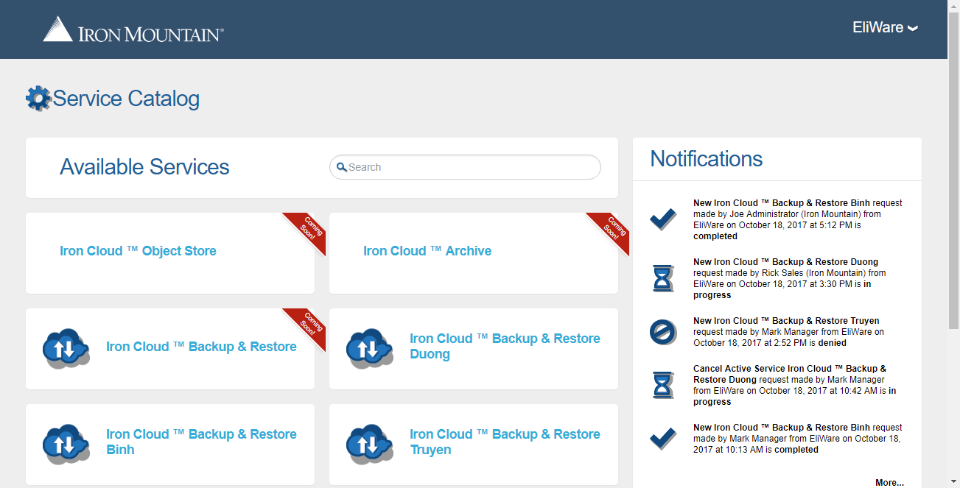 IRON MOUNTAIN®
EliWare
Service Catalog
Available Services
Search
Iron Cloud ™ Object Store
Coming Soon!
Iron Cloud ™ Archive
Coming Soon!
Iron Cloud ™ Backup & Restore
Coming Soon!
Iron Cloud ™ Backup & Restore
Duong
Iron Cloud ™ Backup & Restore
Binh
Iron Cloud ™ Backup & Restore
Truyen
Notifications
New Iron Cloud ™ Backup & Restore Binh request
made by Joe Administrator (Iron Mountain) from
EliWare on October 18, 2017 at 5:12 PM is
completed
New Iron Cloud ™ Backup & Restore Duong
request made by Rick Sales (Iron Mountain) from
EliWare on October 18, 2017 at 3:30 PM is in
progress
New Iron Cloud ™ Backup & Restore Truyen
request made by Mark Manager from EliWare on
October 18, 2017 at 2:52 PM is denied
Cancel Active Service Iron Cloud ™ Backup &
Restore Duong request made by Mark Manager
from EliWare on October 18, 2017 at 10:42 AM is in
progress
New Iron Cloud ™ Backup & Restore Binh request
made by Mark Manager from EliWare on October 18,
2017 at 10:13 AM is completed
More...